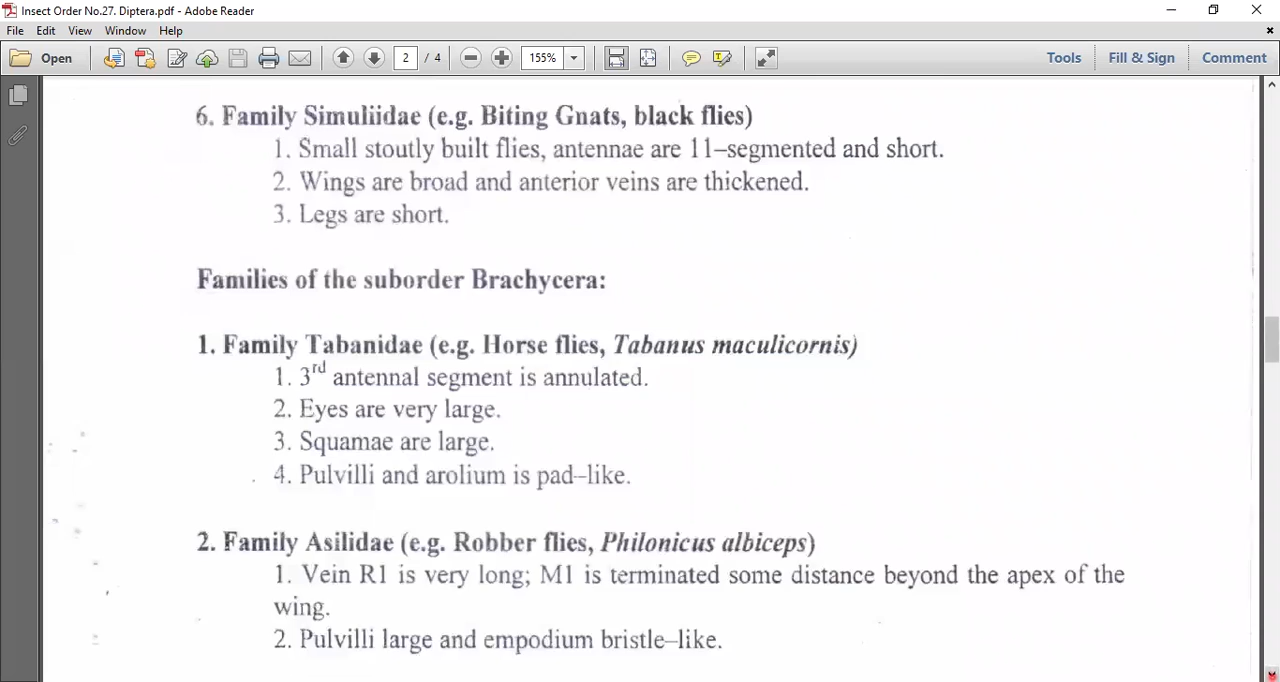 Insect Order No.27. Diptera.pdf - Adobe Reader
File Edit View Window Help
Open 2 / 4 155% Tools Fill & Sign Comment
6. Family Simuliidae (e.g. Biting Gnats, black flies)
1. Small stoutly built flies, antennae are 11–segmented and short.
2. Wings are broad and anterior veins are thickened.
3. Legs are short.
Families of the suborder Brachycera:
1. Family Tabanidae (e.g. Horse flies, Tabanus maculicornis)
1. 3rd antennal segment is annulated.
2. Eyes are very large.
3. Squamae are large.
4. Pulvilli and arolium is pad–like.
2. Family Asilidae (e.g. Robber flies, Philonicus albiceps)
1. Vein R1 is very long; M1 is terminated some distance beyond the apex of the
wing.
2. Pulvilli large and empodium bristle–like.